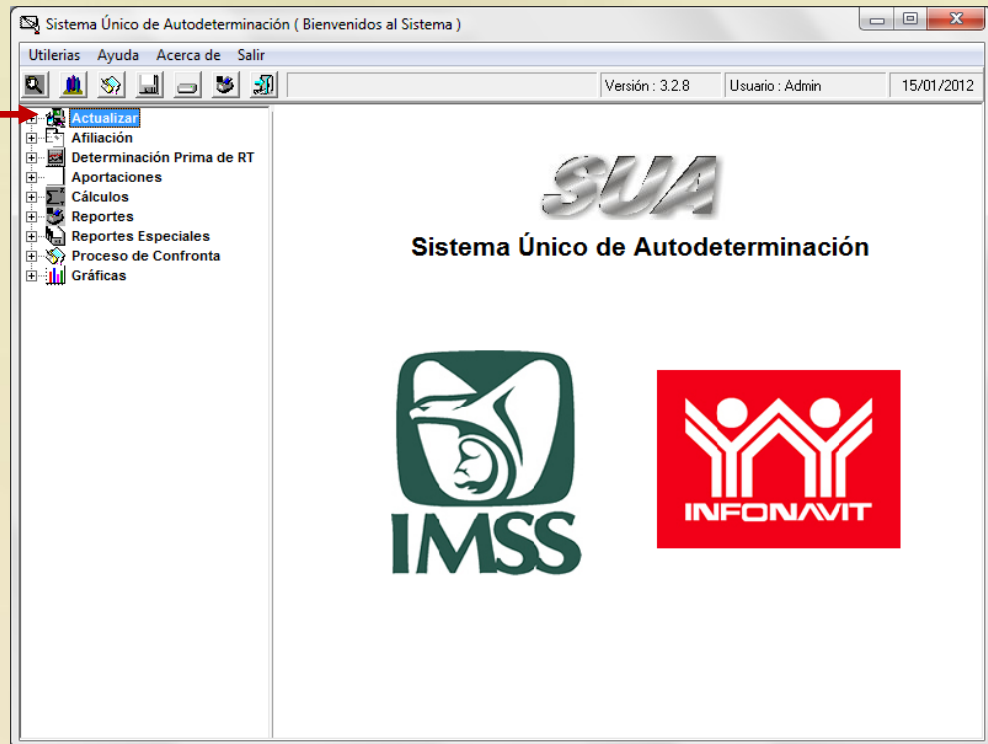 Sistema Único de Autodeterminación ( Bienvenidos al Sistema )
Utilerias Ayuda Acerca de Salir
Versión : 3.2.8 Usuario : Admin 15/01/2012
Actualizar
Afiliación
Determinación Prima de RT
Aportaciones
Cálculos
Reportes
Reportes Especiales
Proceso de Confronta
Gráficas
SUA
Sistema Único de Autodeterminación
IMSS
INFONAVIT